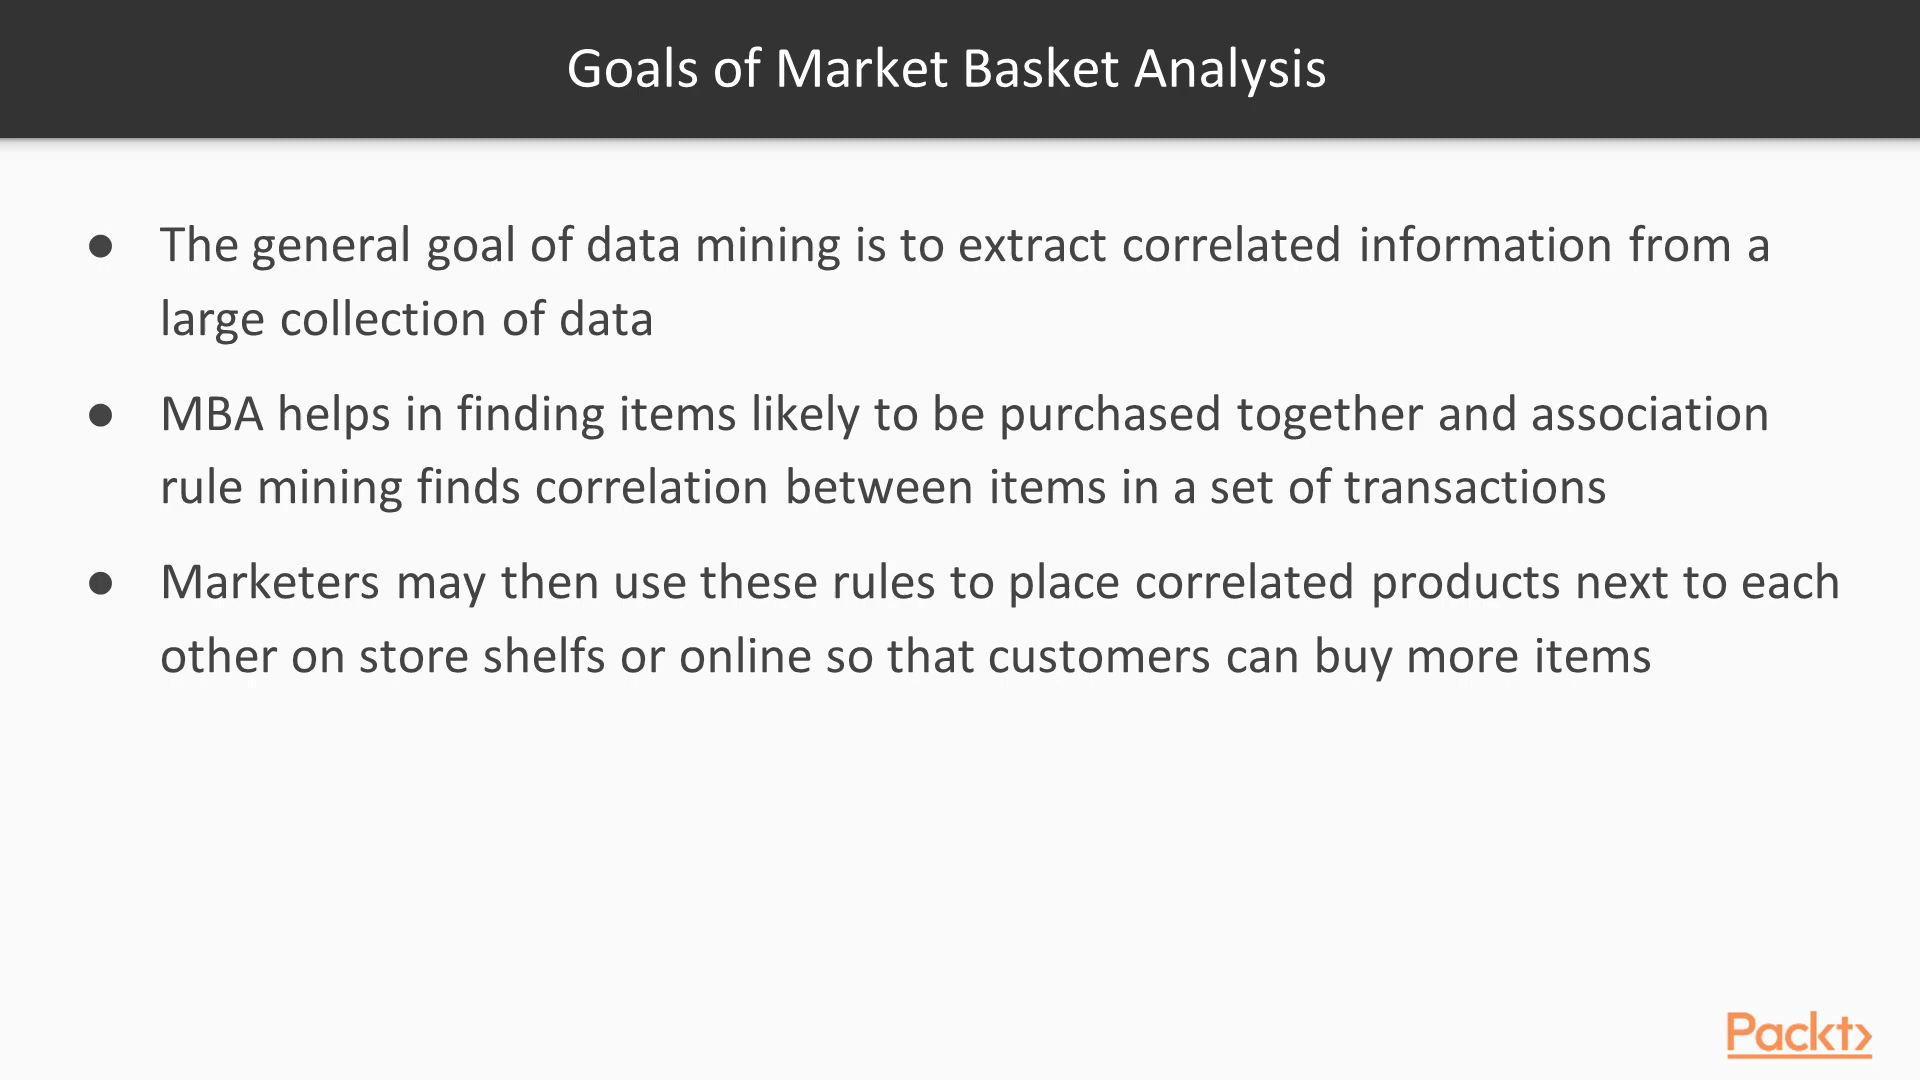 Goals of Market Basket Analysis
● The general goal of data mining is to extract correlated information from a
large collection of data
● MBA helps in finding items likely to be purchased together and association
rule mining finds correlation between items in a set of transactions
● Marketers may then use these rules to place correlated products next to each
other on store shelfs or online so that customers can buy more items
Packt>